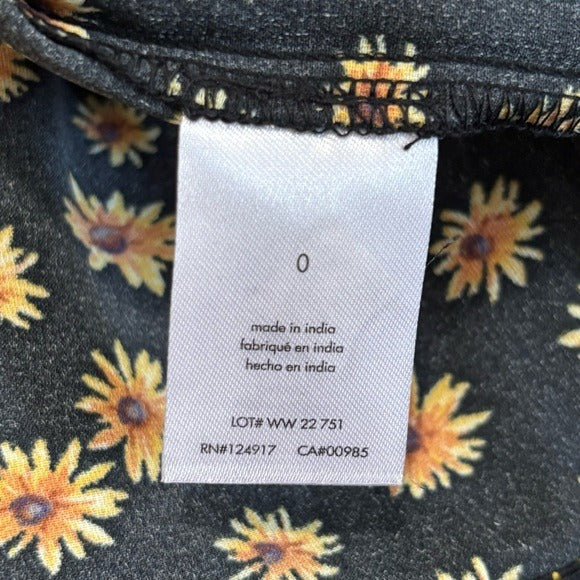 0
made in india
fabriqué en india
hecho en india
LOT# WW 22 751
RN#124917 CA#00985